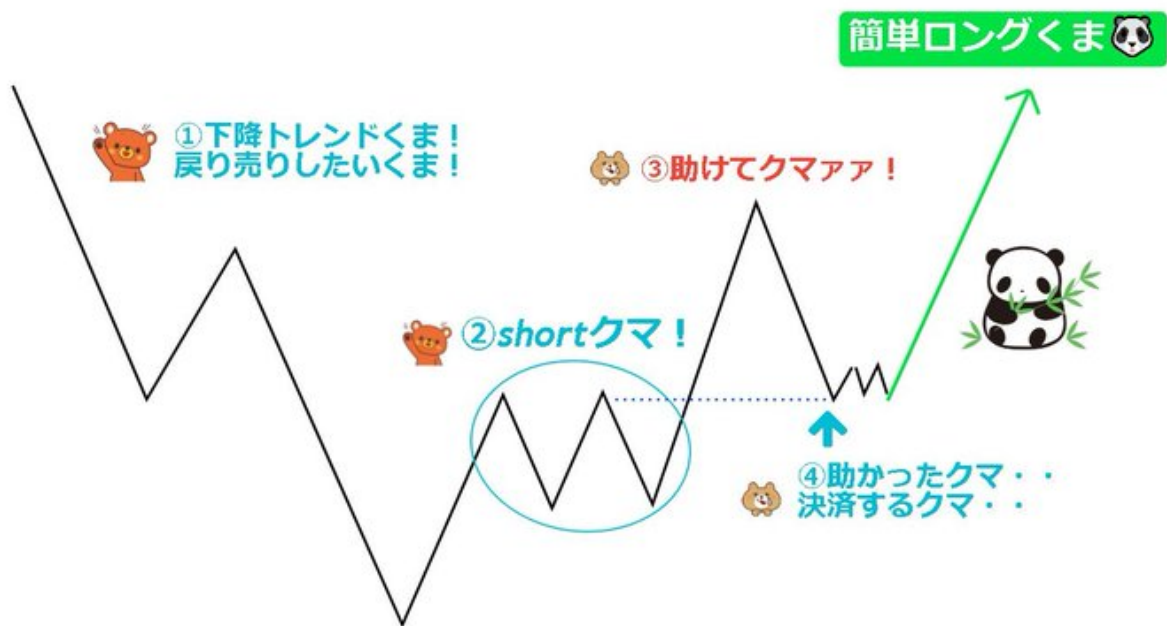 簡単ロングくま
①下降トレンドくま！
戻り売りしたいくま！
③助けてクマァァ！
②shortクマ！
④助かったクマ・・
決済するクマ・・